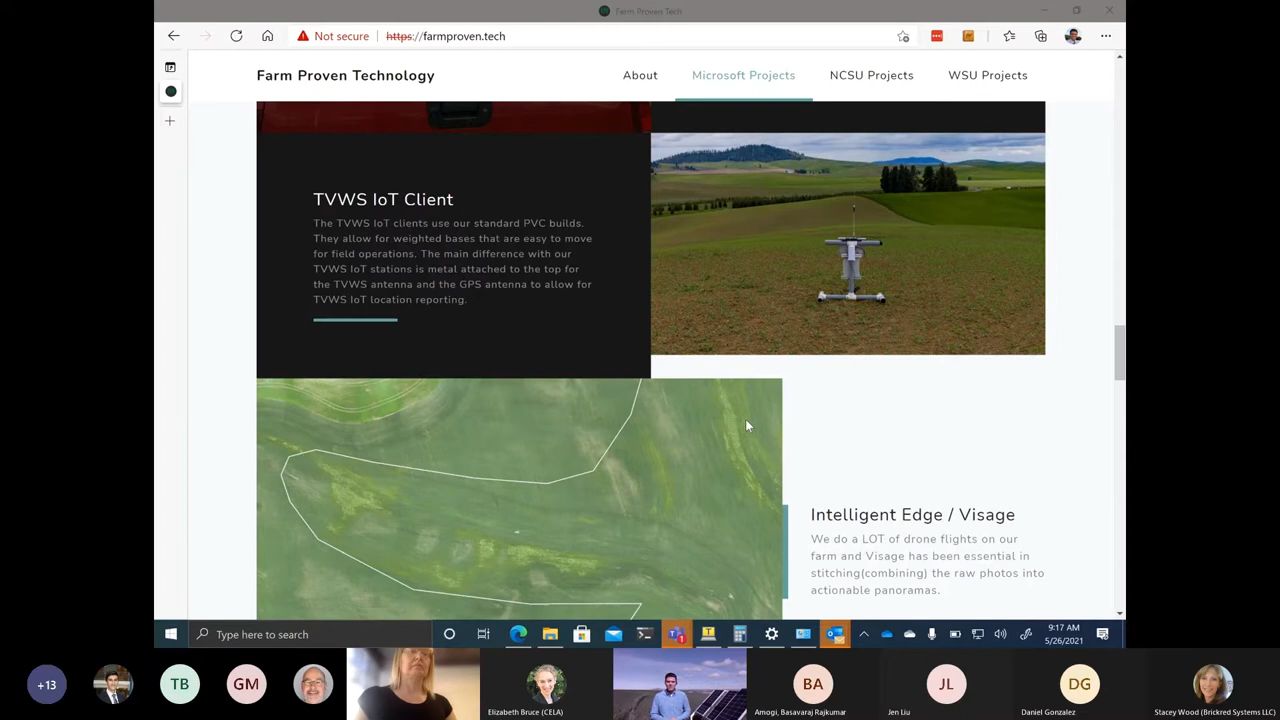 Farm Proven Tech
Not secure
https://farmproven.tech
Farm Proven Technology
About
Microsoft Projects
NCSU Projects
WSU Projects
TVWS IoT Client
The TVWS IoT clients use our standard PVC builds.
They allow for weighted bases that are easy to move
for field operations. The main difference with our
TVWS IoT stations is metal attached to the top for
the TVWS antenna and the GPS antenna to allow for
TVWS IoT location reporting.
Intelligent Edge / Visage
We do a LOT of drone flights on our
farm and Visage has been essential in
stitching(combining) the raw photos into
actionable panoramas.
Type here to search
9:17 AM
5/26/2021
+13
TB
GM
Elizabeth Bruce (CELA)
BA
Amogi, Basavaraj Rajkumar
JL
Jen Liu
DG
Daniel Gonzalez
Stacey Wood (Brickred Systems LLC)